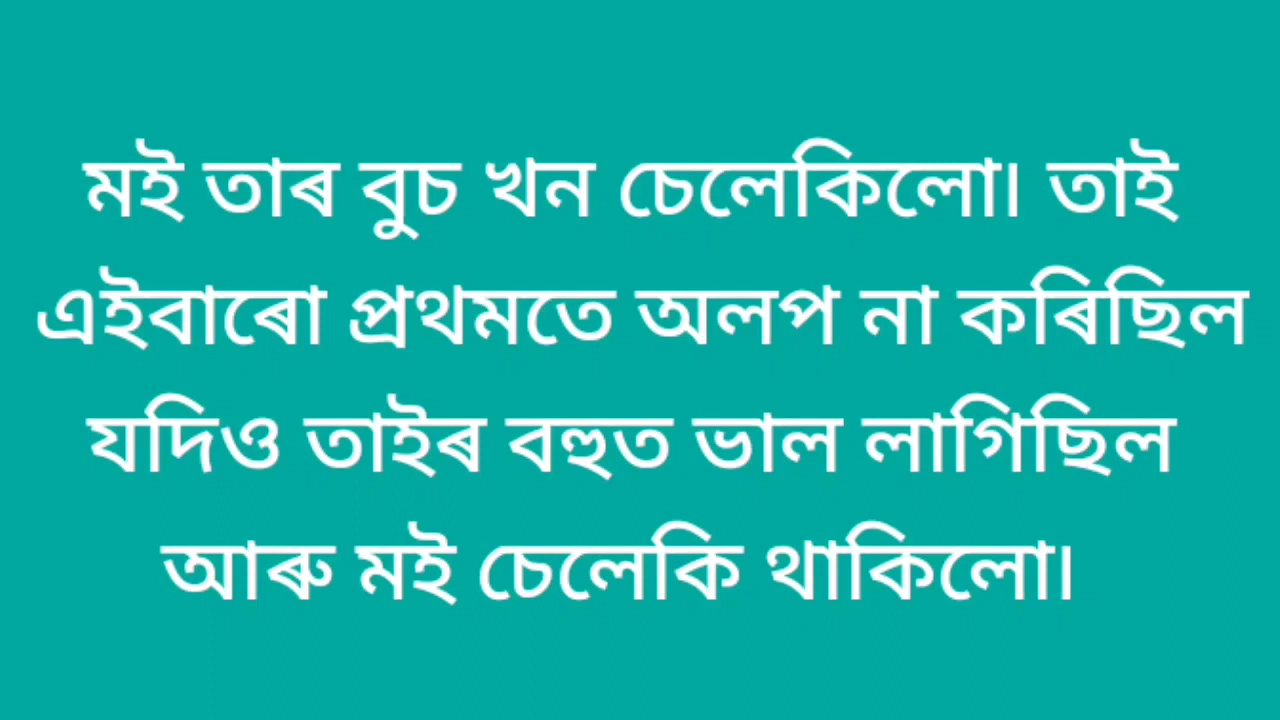 মই তাৰ বুচ খন চেলেকিলো। তাই
এইবাৰো প্ৰথমতে অলপ না কৰিছিল
যদিও তাইৰ বহুত ভাল লাগিছিল
আৰু মই চেলেকি থাকিলো।